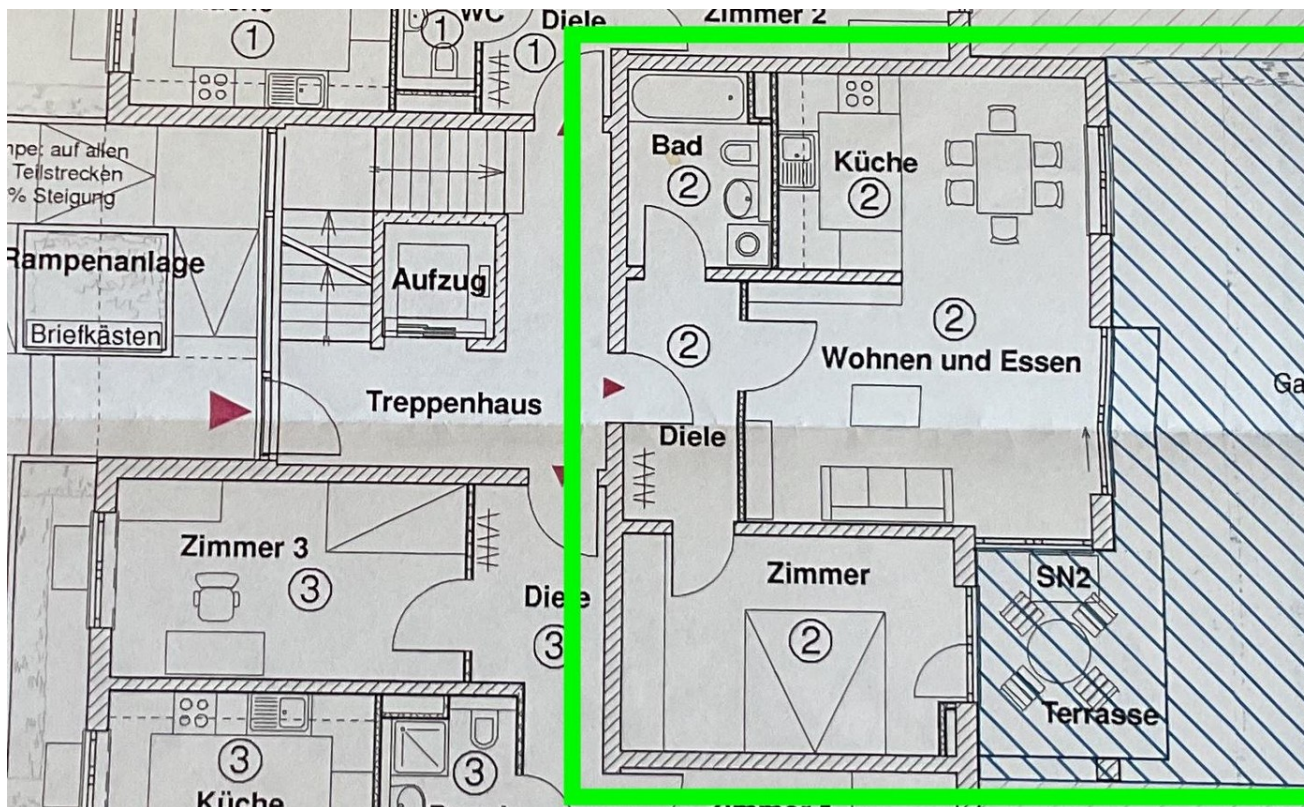 1
1
WC
Diele
1
Zimmer 2
auf allen
Teilstrecken
% Steigung
Rampenanlage
Briefkästen
Aufzug
Treppenhaus
Bad
2
Küche
2
2
Wohnen und Essen
2
Diele
Zimmer
2
SN2
Terrasse
Zimmer 3
3
Diele
3
3
Küche
3